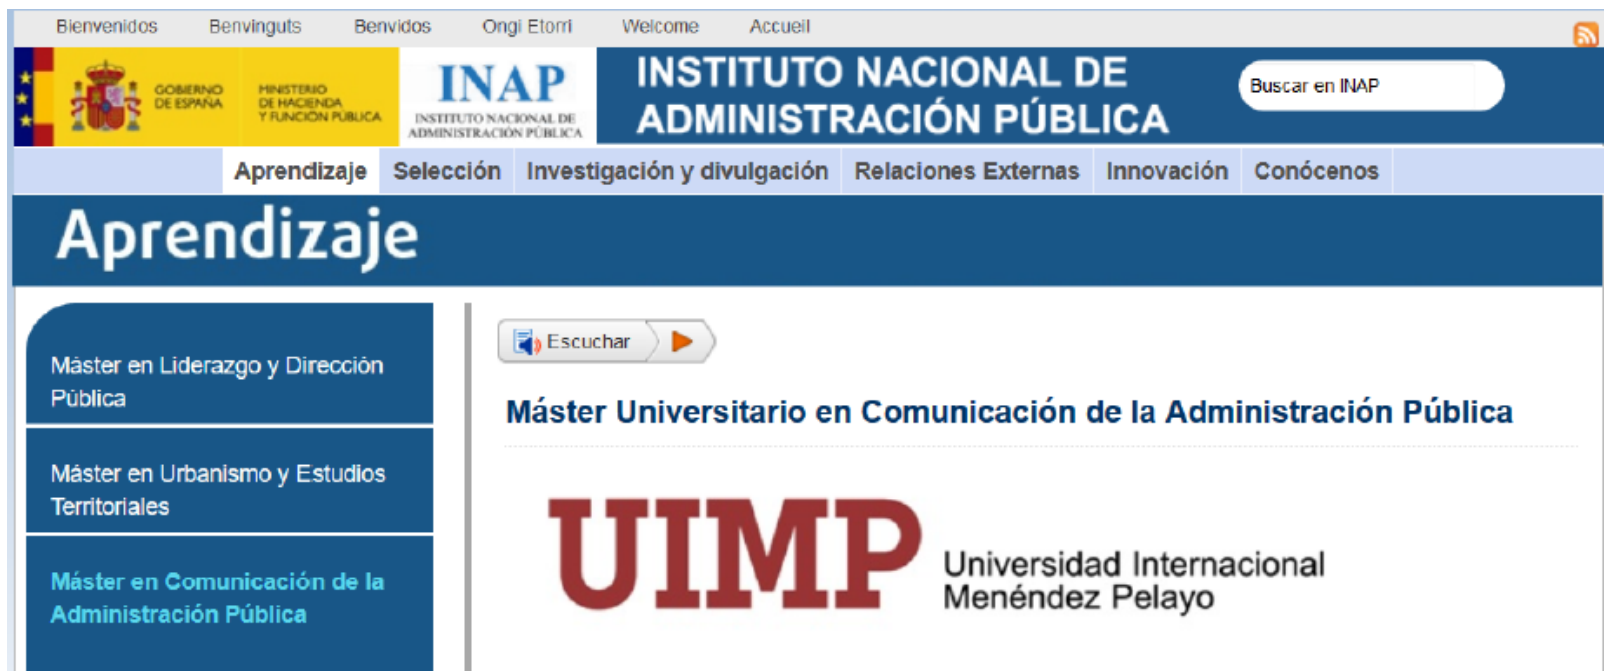 Bienvenidos Benvinguts Benvidos Ongi Etorri Welcome Accueil
GOBIERNO
DE ESPAÑA
MINISTERIO
DE HACIENDA
Y FUNCIÓN PÚBLICA
INAP
INSTITUTO NACIONAL DE
ADMINISTRACIÓN PÚBLICA
INSTITUTO NACIONAL DE
ADMINISTRACIÓN PÚBLICA
Buscar en INAP
Aprendizaje Selección Investigación y divulgación Relaciones Externas Innovación Conócenos
Aprendizaje
Máster en Liderazgo y Dirección
Pública
Máster en Urbanismo y Estudios
Territoriales
Máster en Comunicación de la
Administración Pública
Escuchar
Máster Universitario en Comunicación de la Administración Pública
UIMP
Universidad Internacional
Menéndez Pelayo